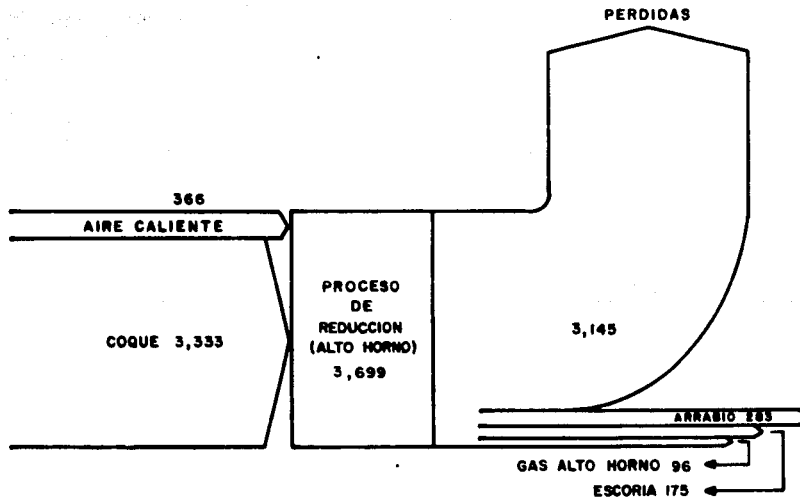 PERDIDAS
366
AIRE CALIENTE
PROCESO
DE
REDUCCION
(ALTO HORNO)
3,699
COQUE 3,333
3,145
ARRABIO 283
GAS ALTO HORNO 96
ESCORIA 175